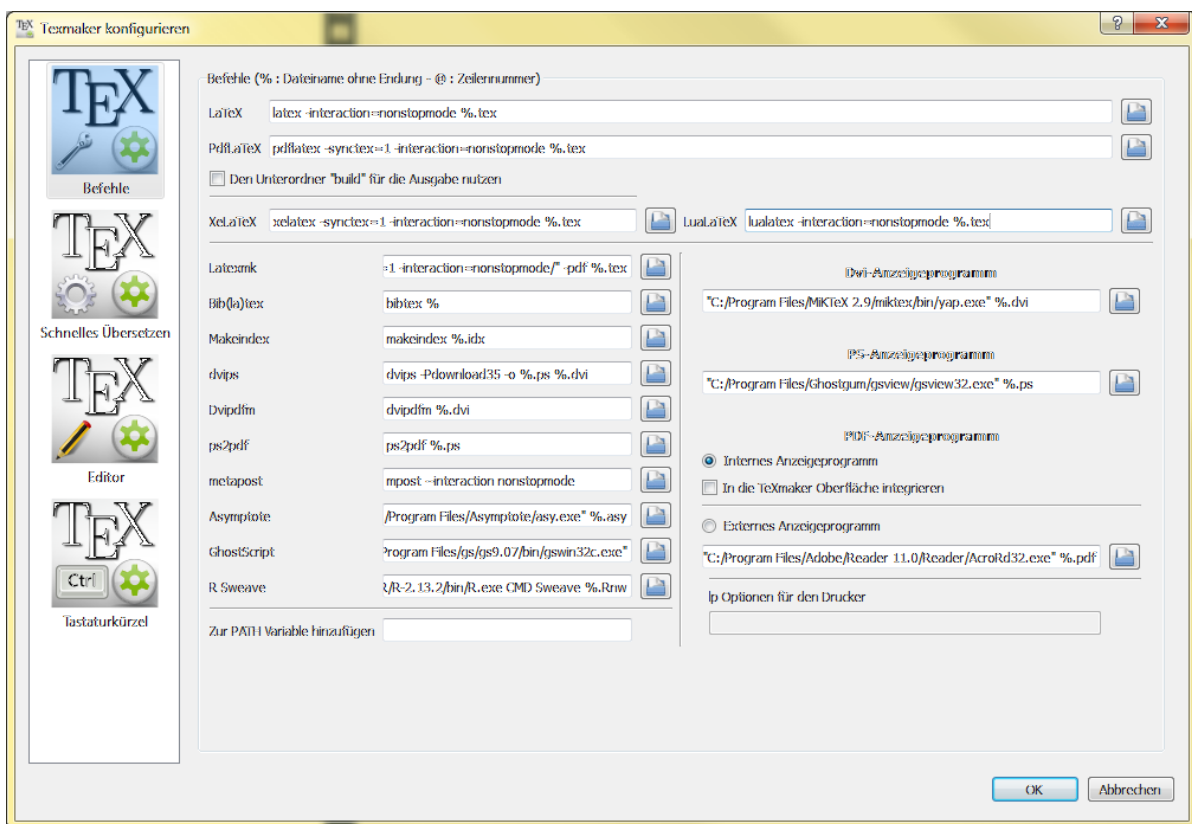 TEX Texmaker konfigurieren
TEX
Befehle
TEX
Schnelles Übersetzen
TEX
Editor
TEX
Ctrl
Tastaturkürzel
Befehle (% : Dateiname ohne Endung - @ : Zeilennummer)
LaTeX latex -interaction=nonstopmode %.tex
PdfLaTeX pdflatex -synctex=1 -interaction=nonstopmode %.tex
Den Unterordner "build" für die Ausgabe nutzen
XeLaTeX xelatex -synctex=1 -interaction=nonstopmode %.tex LuaLaTeX lualatex -interaction=nonstopmode %.tex
Latexmk =1 -interaction=nonstopmode/" -pdf %.tex
Bib(la)tex bibtex %
Makeindex makeindex %.idx
dvips dvips -Pdownload35 -o %.ps %.dvi
Dvipdfm dvipdfm %.dvi
ps2pdf ps2pdf %.ps
metapost mpost --interaction nonstopmode
Asymptote /Program Files/Asymptote/asy.exe" %.asy
GhostScript Program Files/gs/gs9.07/bin/gswin32c.exe"
R Sweave R/R-2.13.2/bin/R.exe CMD Sweave %.Rnw
Zur PATH Variable hinzufügen
Dvi-Anzeigeprogramm
"C:/Program Files/MiKTeX 2.9/miktex/bin/yap.exe" %.dvi
PS-Anzeigeprogramm
"C:/Program Files/Ghostgum/gsview/gsview32.exe" %.ps
PDF-Anzeigeprogramm
Internes Anzeigeprogramm
In die TeXmaker Oberfläche integrieren
Externes Anzeigeprogramm
"C:/Program Files/Adobe/Reader 11.0/Reader/AcroRd32.exe" %.pdf
lp Optionen für den Drucker
OK Abbrechen